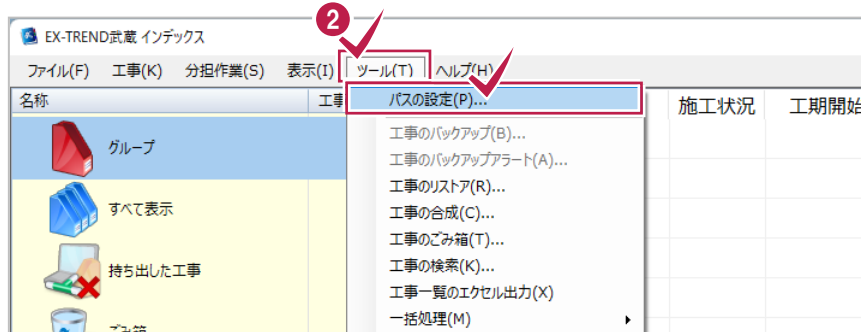 2
EX-TREND武蔵 インデックス
ファイル(F) 工事(K) 分担作業(S) 表示(I) ツール(T) ヘルプ(H)
名称 工事 施工状況 工期開始
パスの設定(P)...
グループ
工事のバックアップ(B)...
工事のバックアップアラート(A)...
工事のリストア(R)...
すべて表示
工事の合成(C)...
工事のごみ箱(T)...
持ち出した工事
工事の検索(K)...
工事一覧のエクセル出力(X)
一括処理(M)
ごみ箱